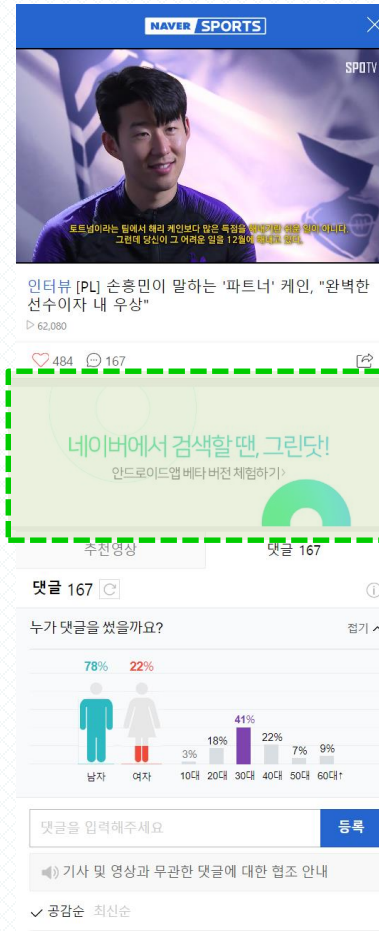 NAVER SPORTS
SPOTV
토트넘이라는 팀에서 해리 케인보다 많은 득점을
그런데 당신이 그 어려운 일을 12월에
인터뷰 [PL] 손흥민이 말하는 '파트너' 케인, "완벽한
선수이자 내 우상"
62,080
484 167
네이버에서 검색할 땐, 그린닷!
안드로이드앱 베타 버전 체험하기
추천영상 댓글 167
댓글 167
누가 댓글을 썼을까요? 접기
78% 22%
3% 18% 41% 22% 7% 9%
남자 여자 10대 20대 30대 40대 50대 60대↑
댓글을 입력해주세요 등록
기사 및 영상과 무관한 댓글에 대한 협조 안내
공감순 최신순